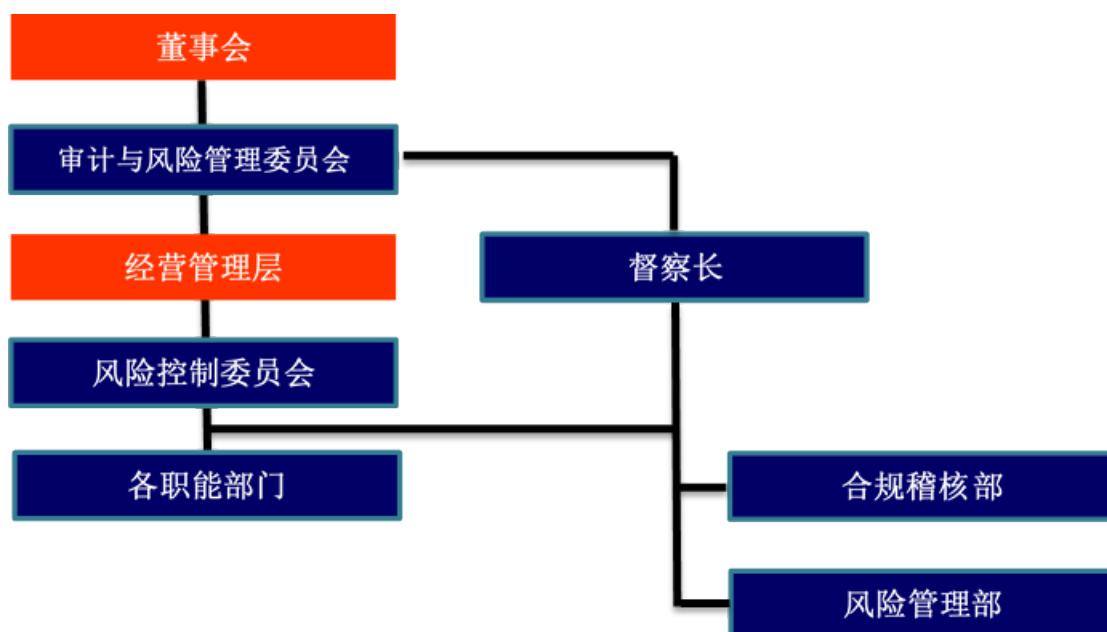 董事会
审计与风险管理委员会
经营管理层
督察长
风险控制委员会
各职能部门
合规稽核部
风险管理部